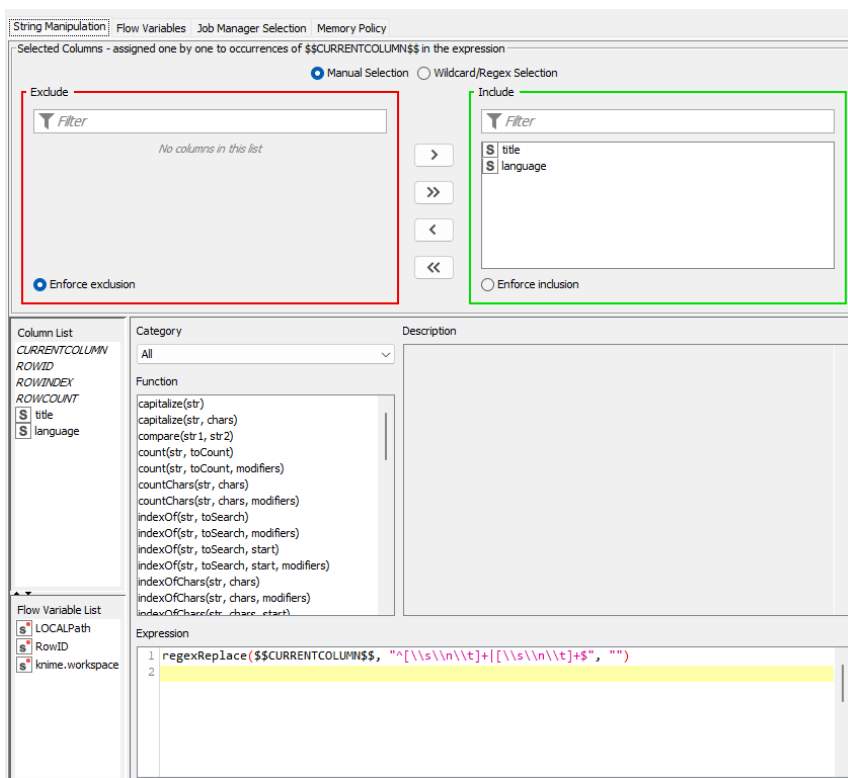 String Manipulation Flow Variables Job Manager Selection Memory Policy
Selected Columns - assigned one by one to occurrences of $$CURRENTCOLUMN$$ in the expression
Manual Selection Wildcard/Regex Selection
Exclude
Filter
No columns in this list
Enforce exclusion
>
>>
<
<<
Include
Filter
S title
S language
Enforce inclusion
Column List
CURRENTCOLUMN
ROWID
ROWINDEX
ROWCOUNT
S title
S language
Flow Variable List
s LOCALPath
s RowID
s knime.workspace
Category
All
Function
capitalize(str)
capitalize(str, chars)
compare(str1, str2)
count(str, toCount)
count(str, toCount, modifiers)
countChars(str, chars)
countChars(str, chars, modifiers)
indexOf(str, toSearch)
indexOf(str, toSearch, modifiers)
indexOf(str, toSearch, start)
indexOf(str, toSearch, start, modifiers)
indexOfChars(str, chars)
indexOfChars(str, chars, modifiers)
indexOfChars(str, chars, start)
Description
Expression
1 regexReplace($$CURRENTCOLUMN$$, "^[\\s\\n\\t]+|[\\s\\n\\t]+$", "")
2